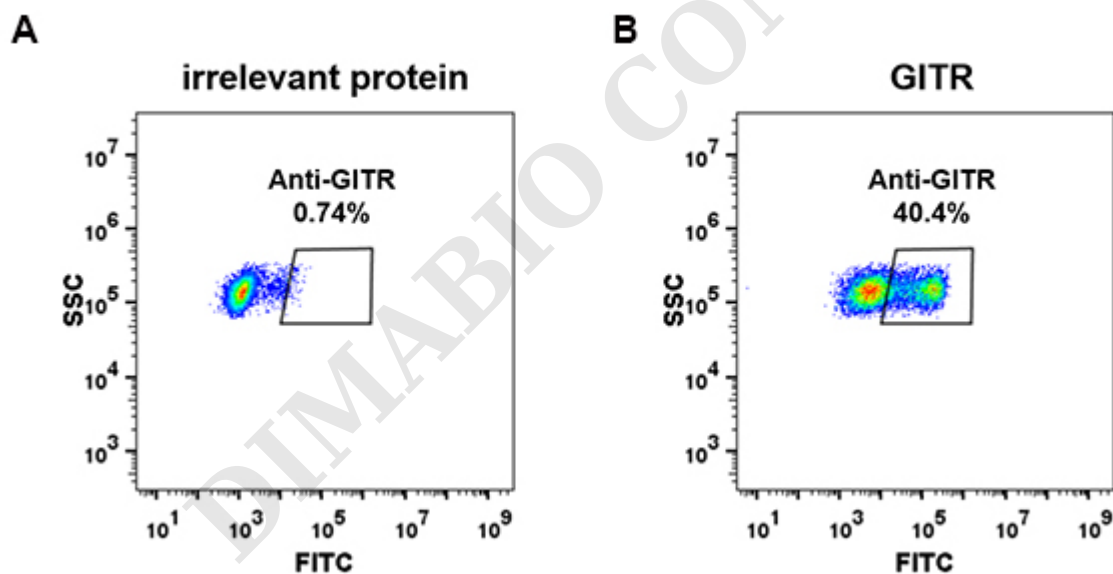 A
irrelevant protein
Anti-GITR
0.74%
10^7
10^6
10^5
10^4
10^3
SSC
10^1 10^3 10^5 10^7 10^9
FITC
B
GITR
Anti-GITR
40.4%
10^7
10^6
10^5
10^4
10^3
SSC
10^1 10^3 10^5 10^7 10^9
FITC
DIMABIO